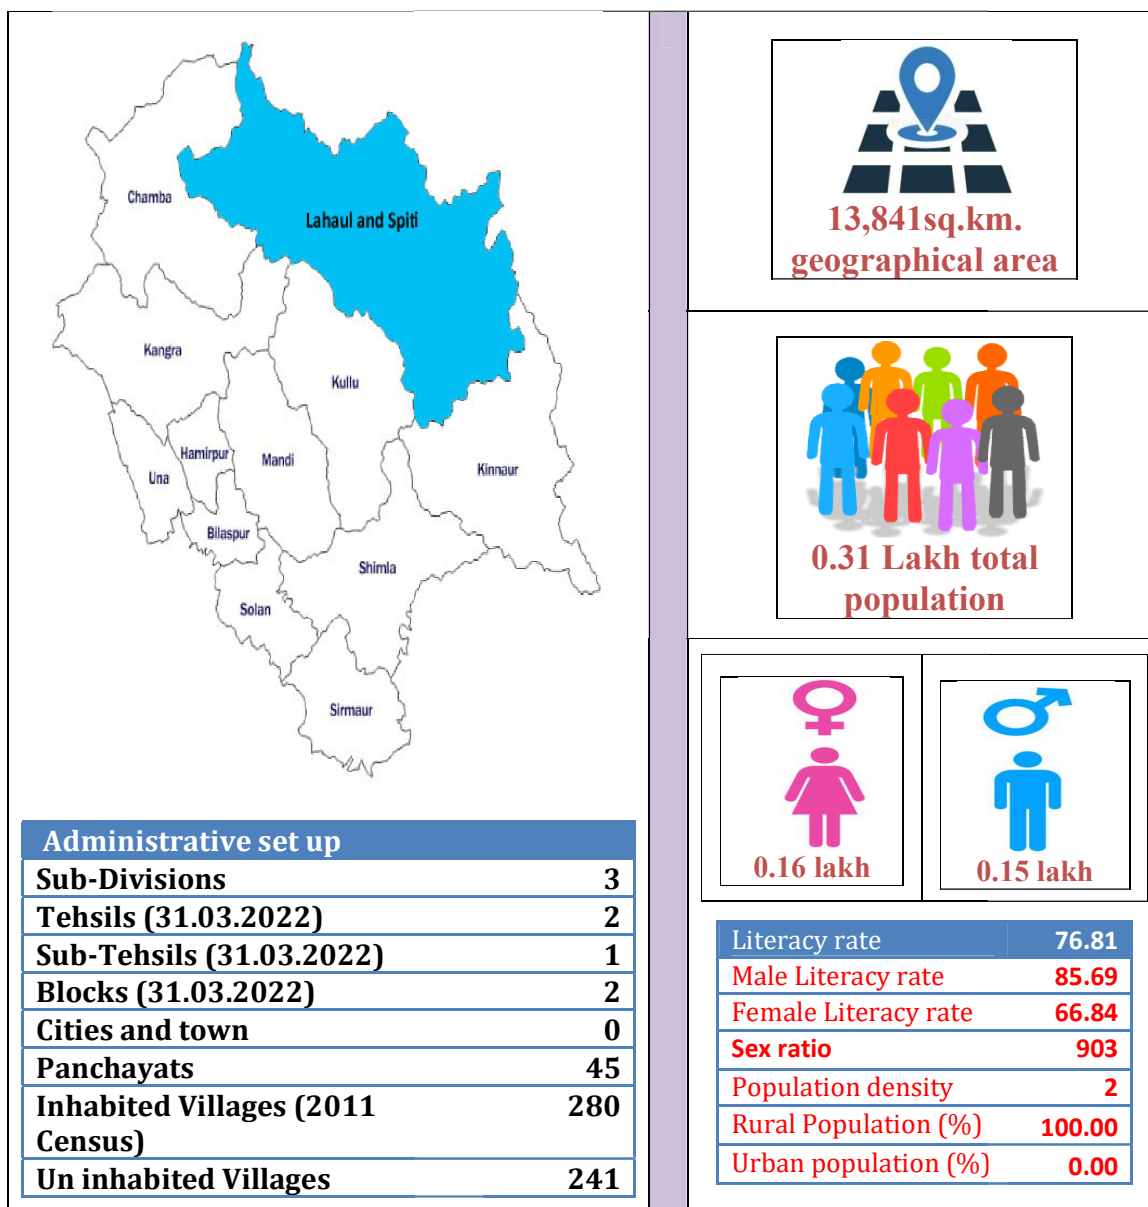 Chamba
Lahaul and Spiti
Kangra
Kullu
Hamirpur
Mandi
Una
Kinnaur
Bilaspur
Shimla
Solan
Sirmaur
Administrative set up
Sub-Divisions 3
Tehsils (31.03.2022) 2
Sub-Tehsils (31.03.2022) 1
Blocks (31.03.2022) 2
Cities and town 0
Panchayats 45
Inhabited Villages (2011 280
Census)
Un inhabited Villages 241
13,841sq.km.
geographical area
0.31 Lakh total
population
0.16 lakh
0.15 lakh
Literacy rate 76.81
Male Literacy rate 85.69
Female Literacy rate 66.84
Sex ratio 903
Population density 2
Rural Population (%) 100.00
Urban population (%) 0.00